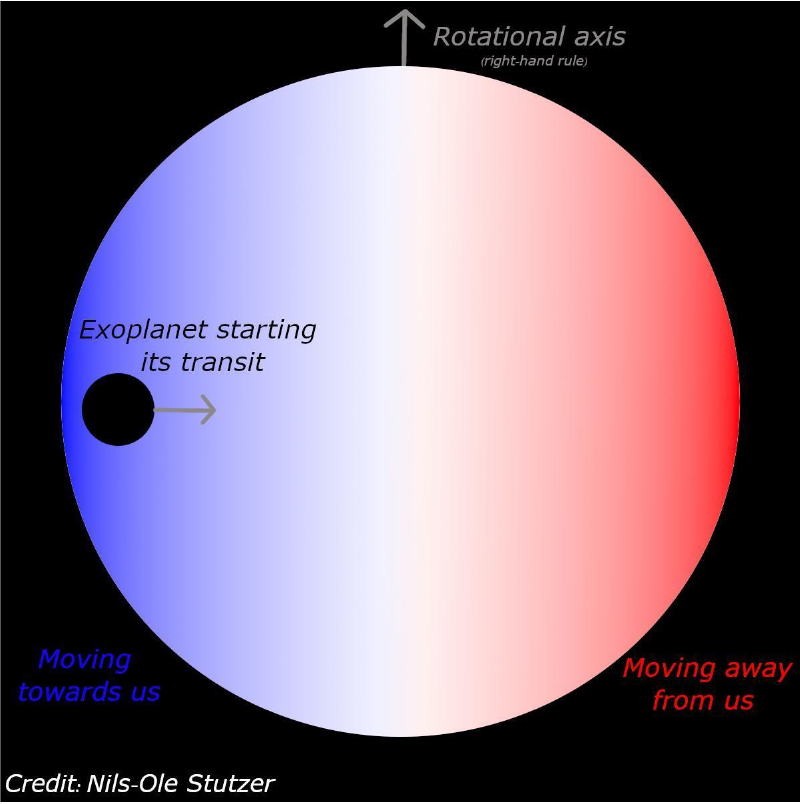 Rotational axis
(right-hand rule)
Exoplanet starting
its transit
Moving
towards us
Moving away
from us
Credit: Nils-Ole Stutzer